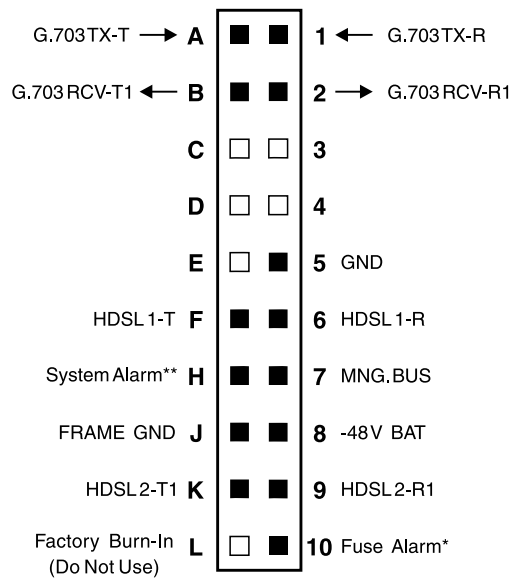 G.703TX-T A 1 G.703TX-R
G.703RCV-T1 B 2 G.703RCV-R1
C 3
D 4
E 5 GND
HDSL1-T F 6 HDSL1-R
System Alarm** H 7 MNG.BUS
FRAME GND J 8 -48V BAT
HDSL2-T1 K 9 HDSL2-R1
Factory Burn-In L 10 Fuse Alarm*
(Do Not Use)